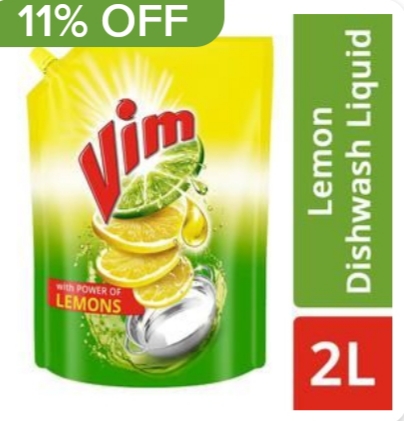 11% OFF
Vim
with POWER OF
LEMONS
Lemon
Dishwash Liquid
2L